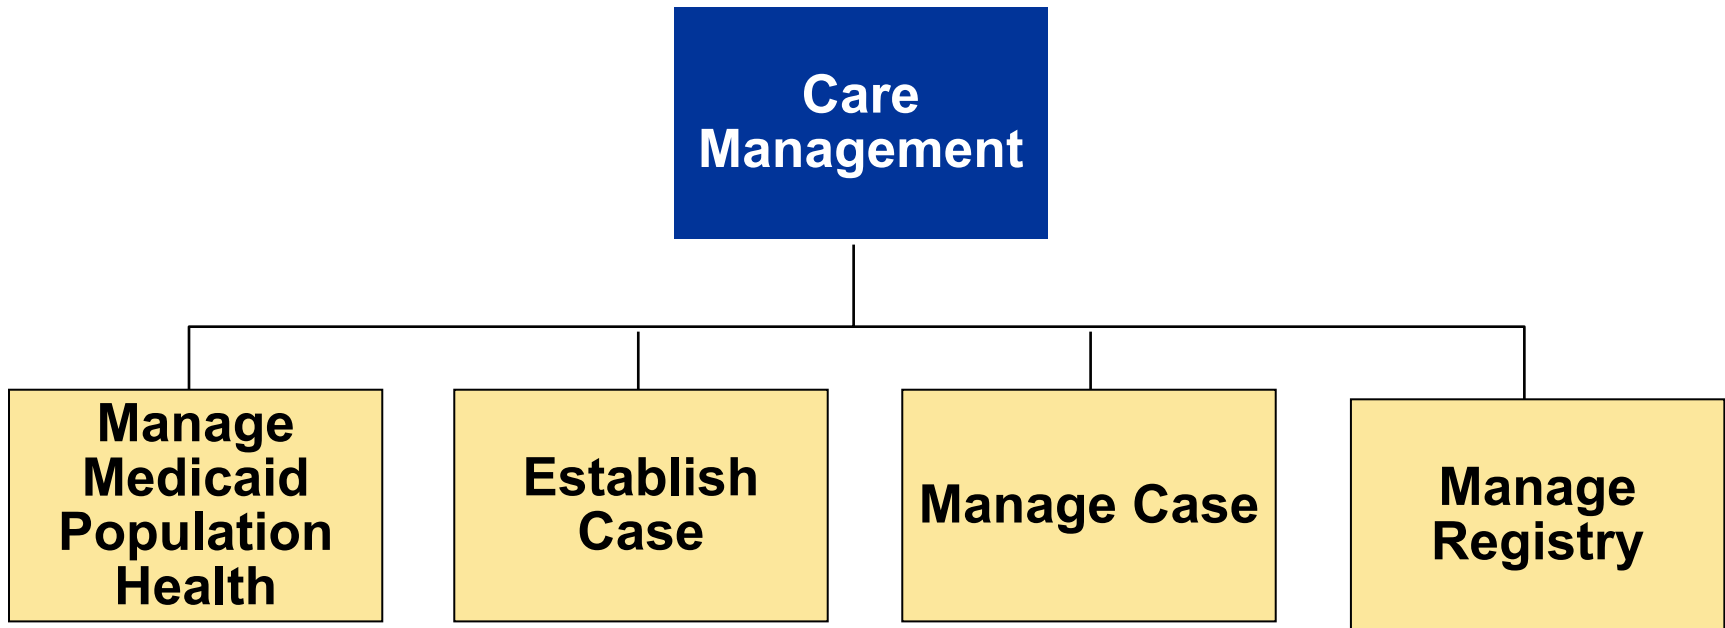 Care
Management
Manage
Medicaid
Population
Health
Establish
Case
Manage Case
Manage
Registry